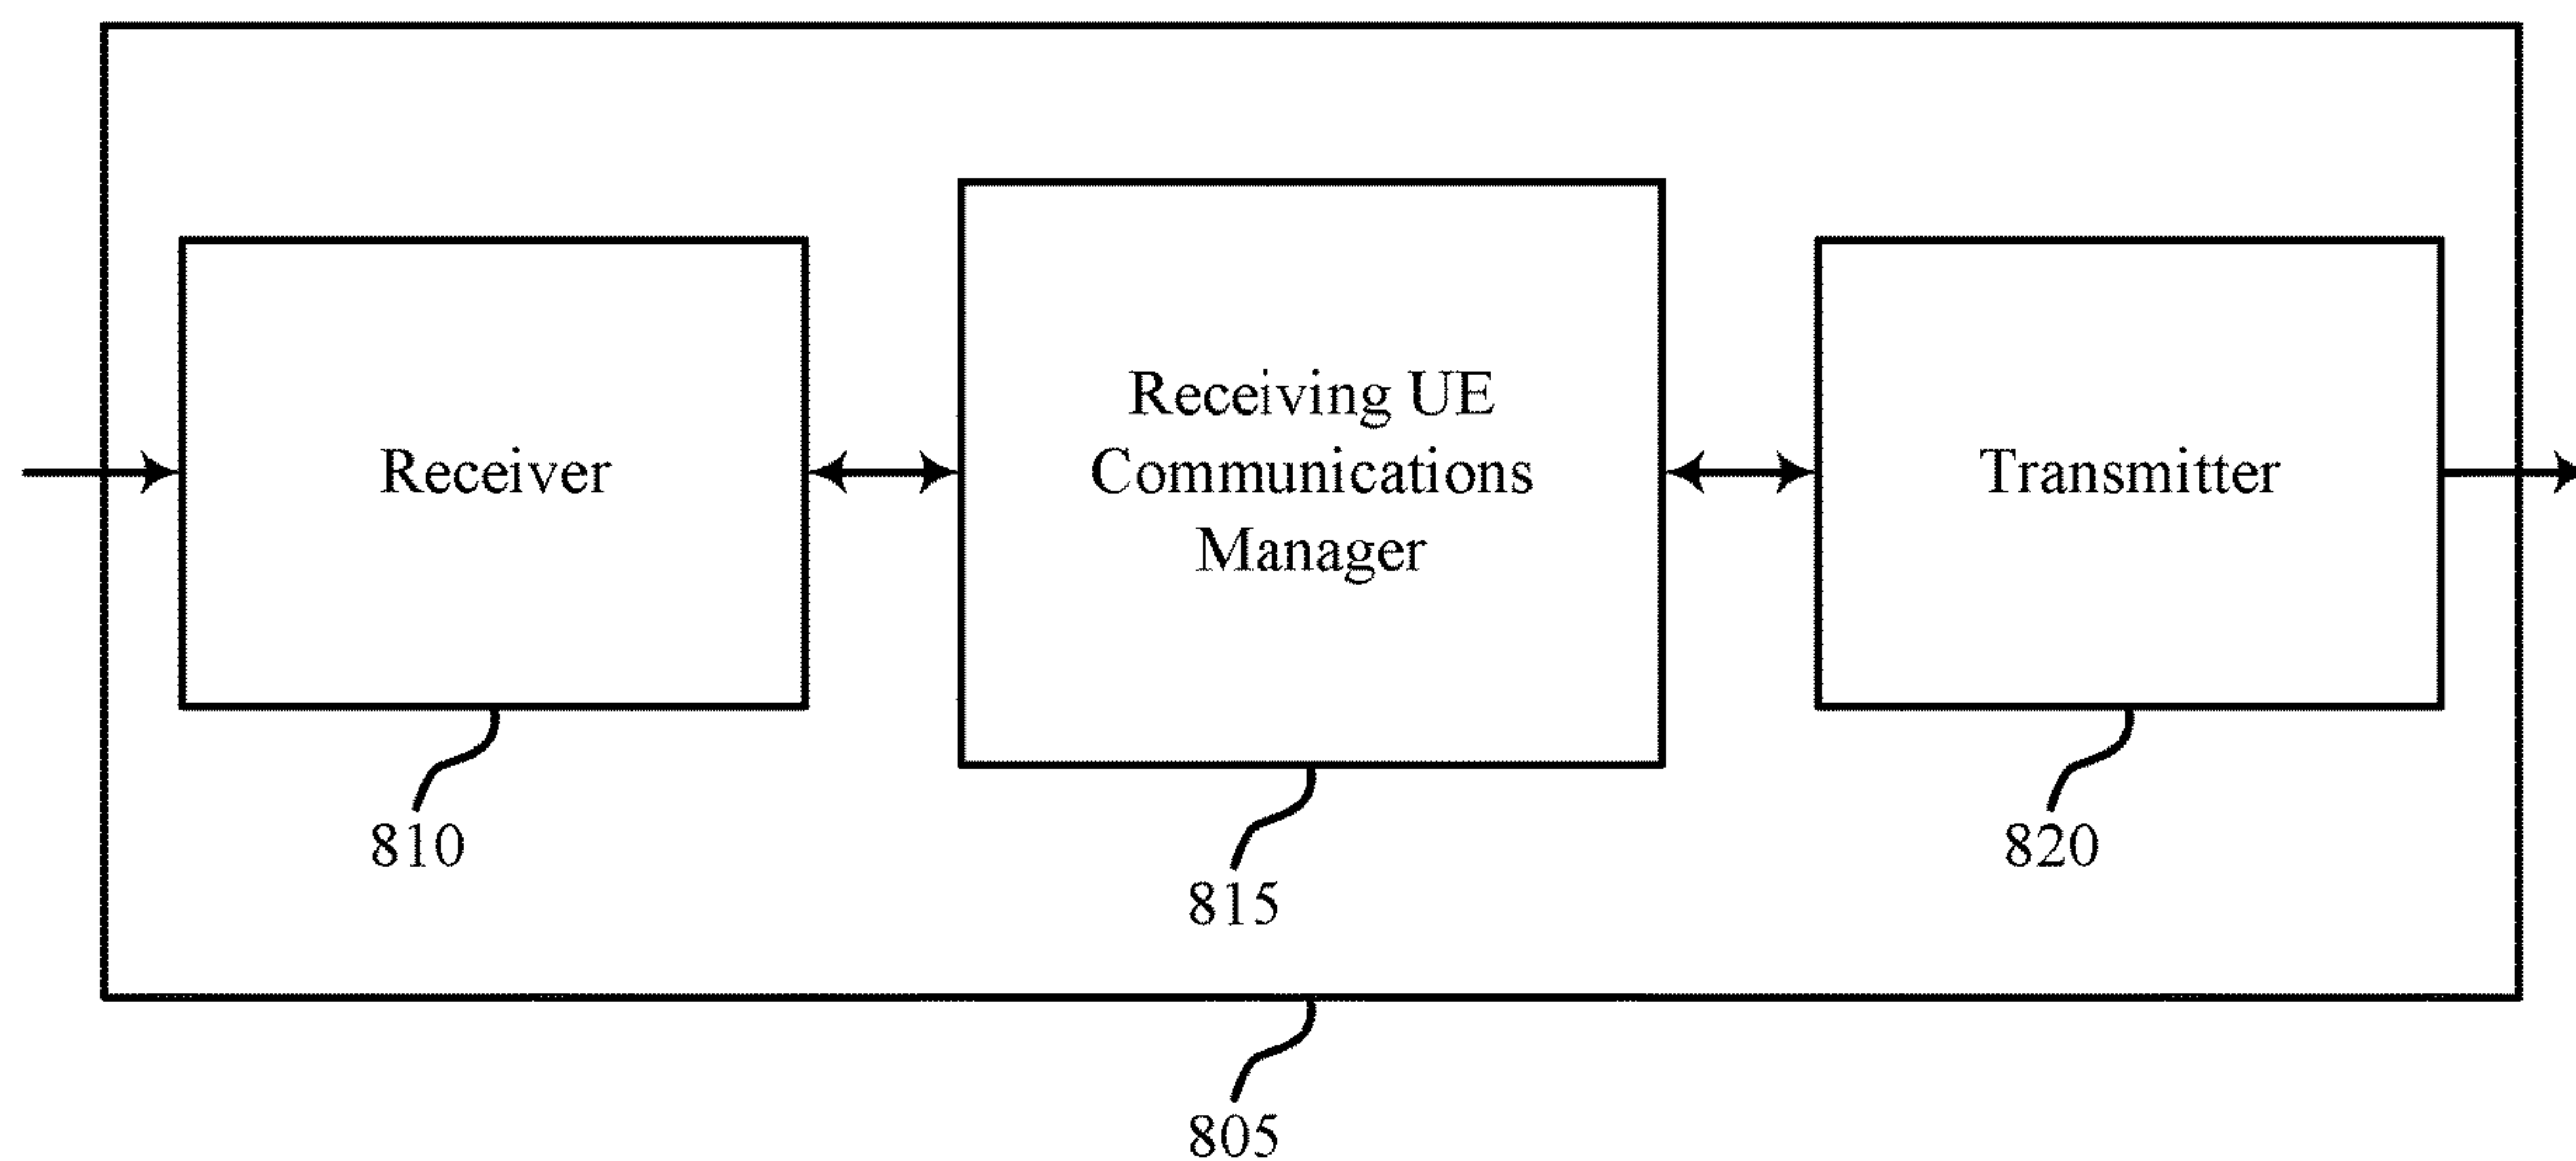 Receiver
Receiving UE
Communications
Manager
Transmitter
810
815
820
805